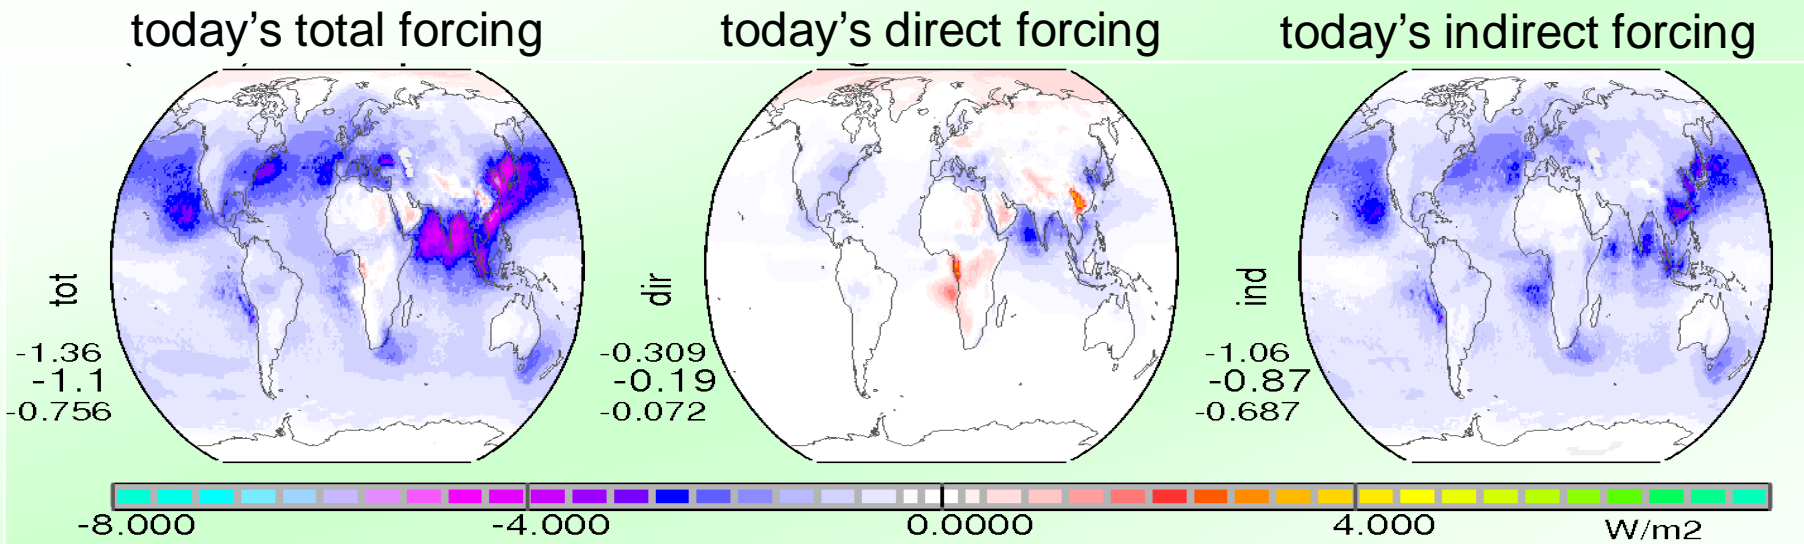 today's total forcing
today's direct forcing
today's indirect forcing
tot
-1.36
-1.1
-0.756
dir
-0.309
-0.19
-0.072
ind
-1.06
-0.87
-0.687
-8.000 -4.000 0.0000 4.000 W/m2